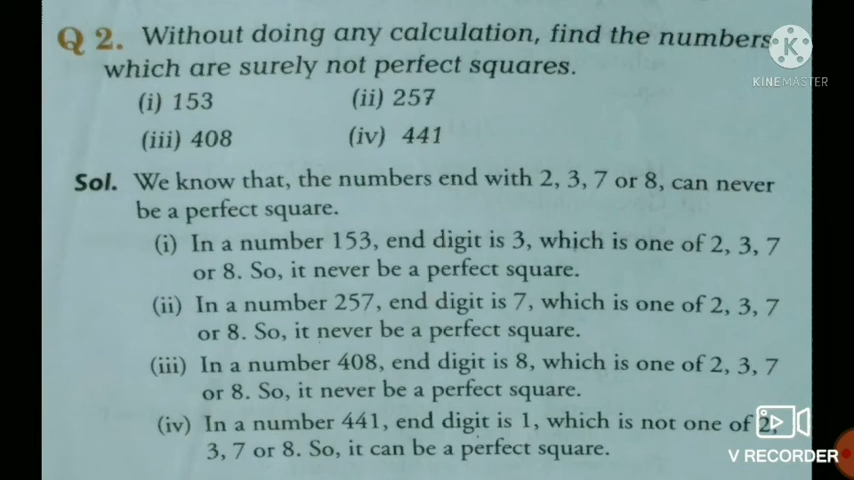 Q 2. Without doing any calculation, find the numbers
which are surely not perfect squares.
(i) 153 (ii) 257
(iii) 408 (iv) 441
Sol. We know that, the numbers end with 2, 3, 7 or 8, can never
be a perfect square.
(i) In a number 153, end digit is 3, which is one of 2, 3, 7
or 8. So, it never be a perfect square.
(ii) In a number 257, end digit is 7, which is one of 2, 3, 7
or 8. So, it never be a perfect square.
(iii) In a number 408, end digit is 8, which is one of 2, 3, 7
or 8. So, it never be a perfect square.
(iv) In a number 441, end digit is 1, which is not one of 2,
3, 7 or 8. So, it can be a perfect square.
K
KINEMASTER
V RECORDER